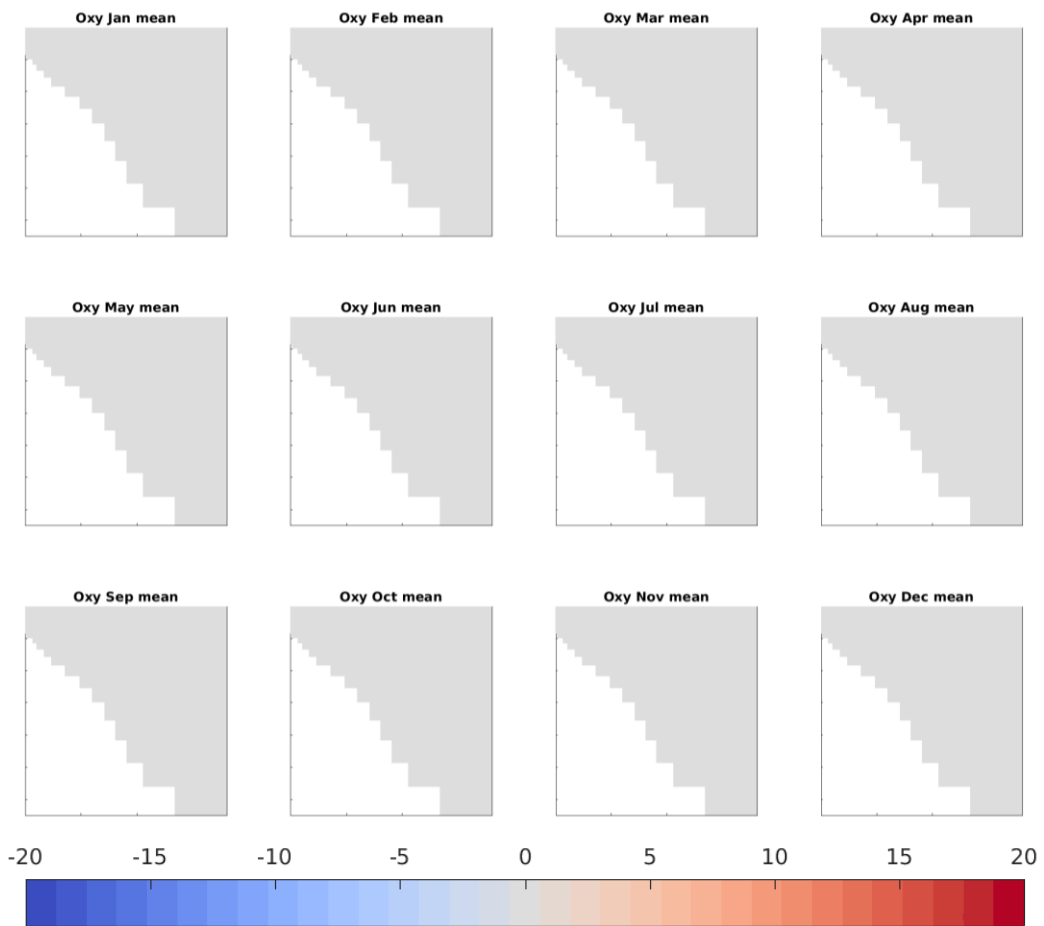 Oxy Jan mean Oxy Feb mean Oxy Mar mean Oxy Apr mean
Oxy May mean Oxy Jun mean Oxy Jul mean Oxy Aug mean
Oxy Sep mean Oxy Oct mean Oxy Nov mean Oxy Dec mean
-20 -15 -10 -5 0 5 10 15 20